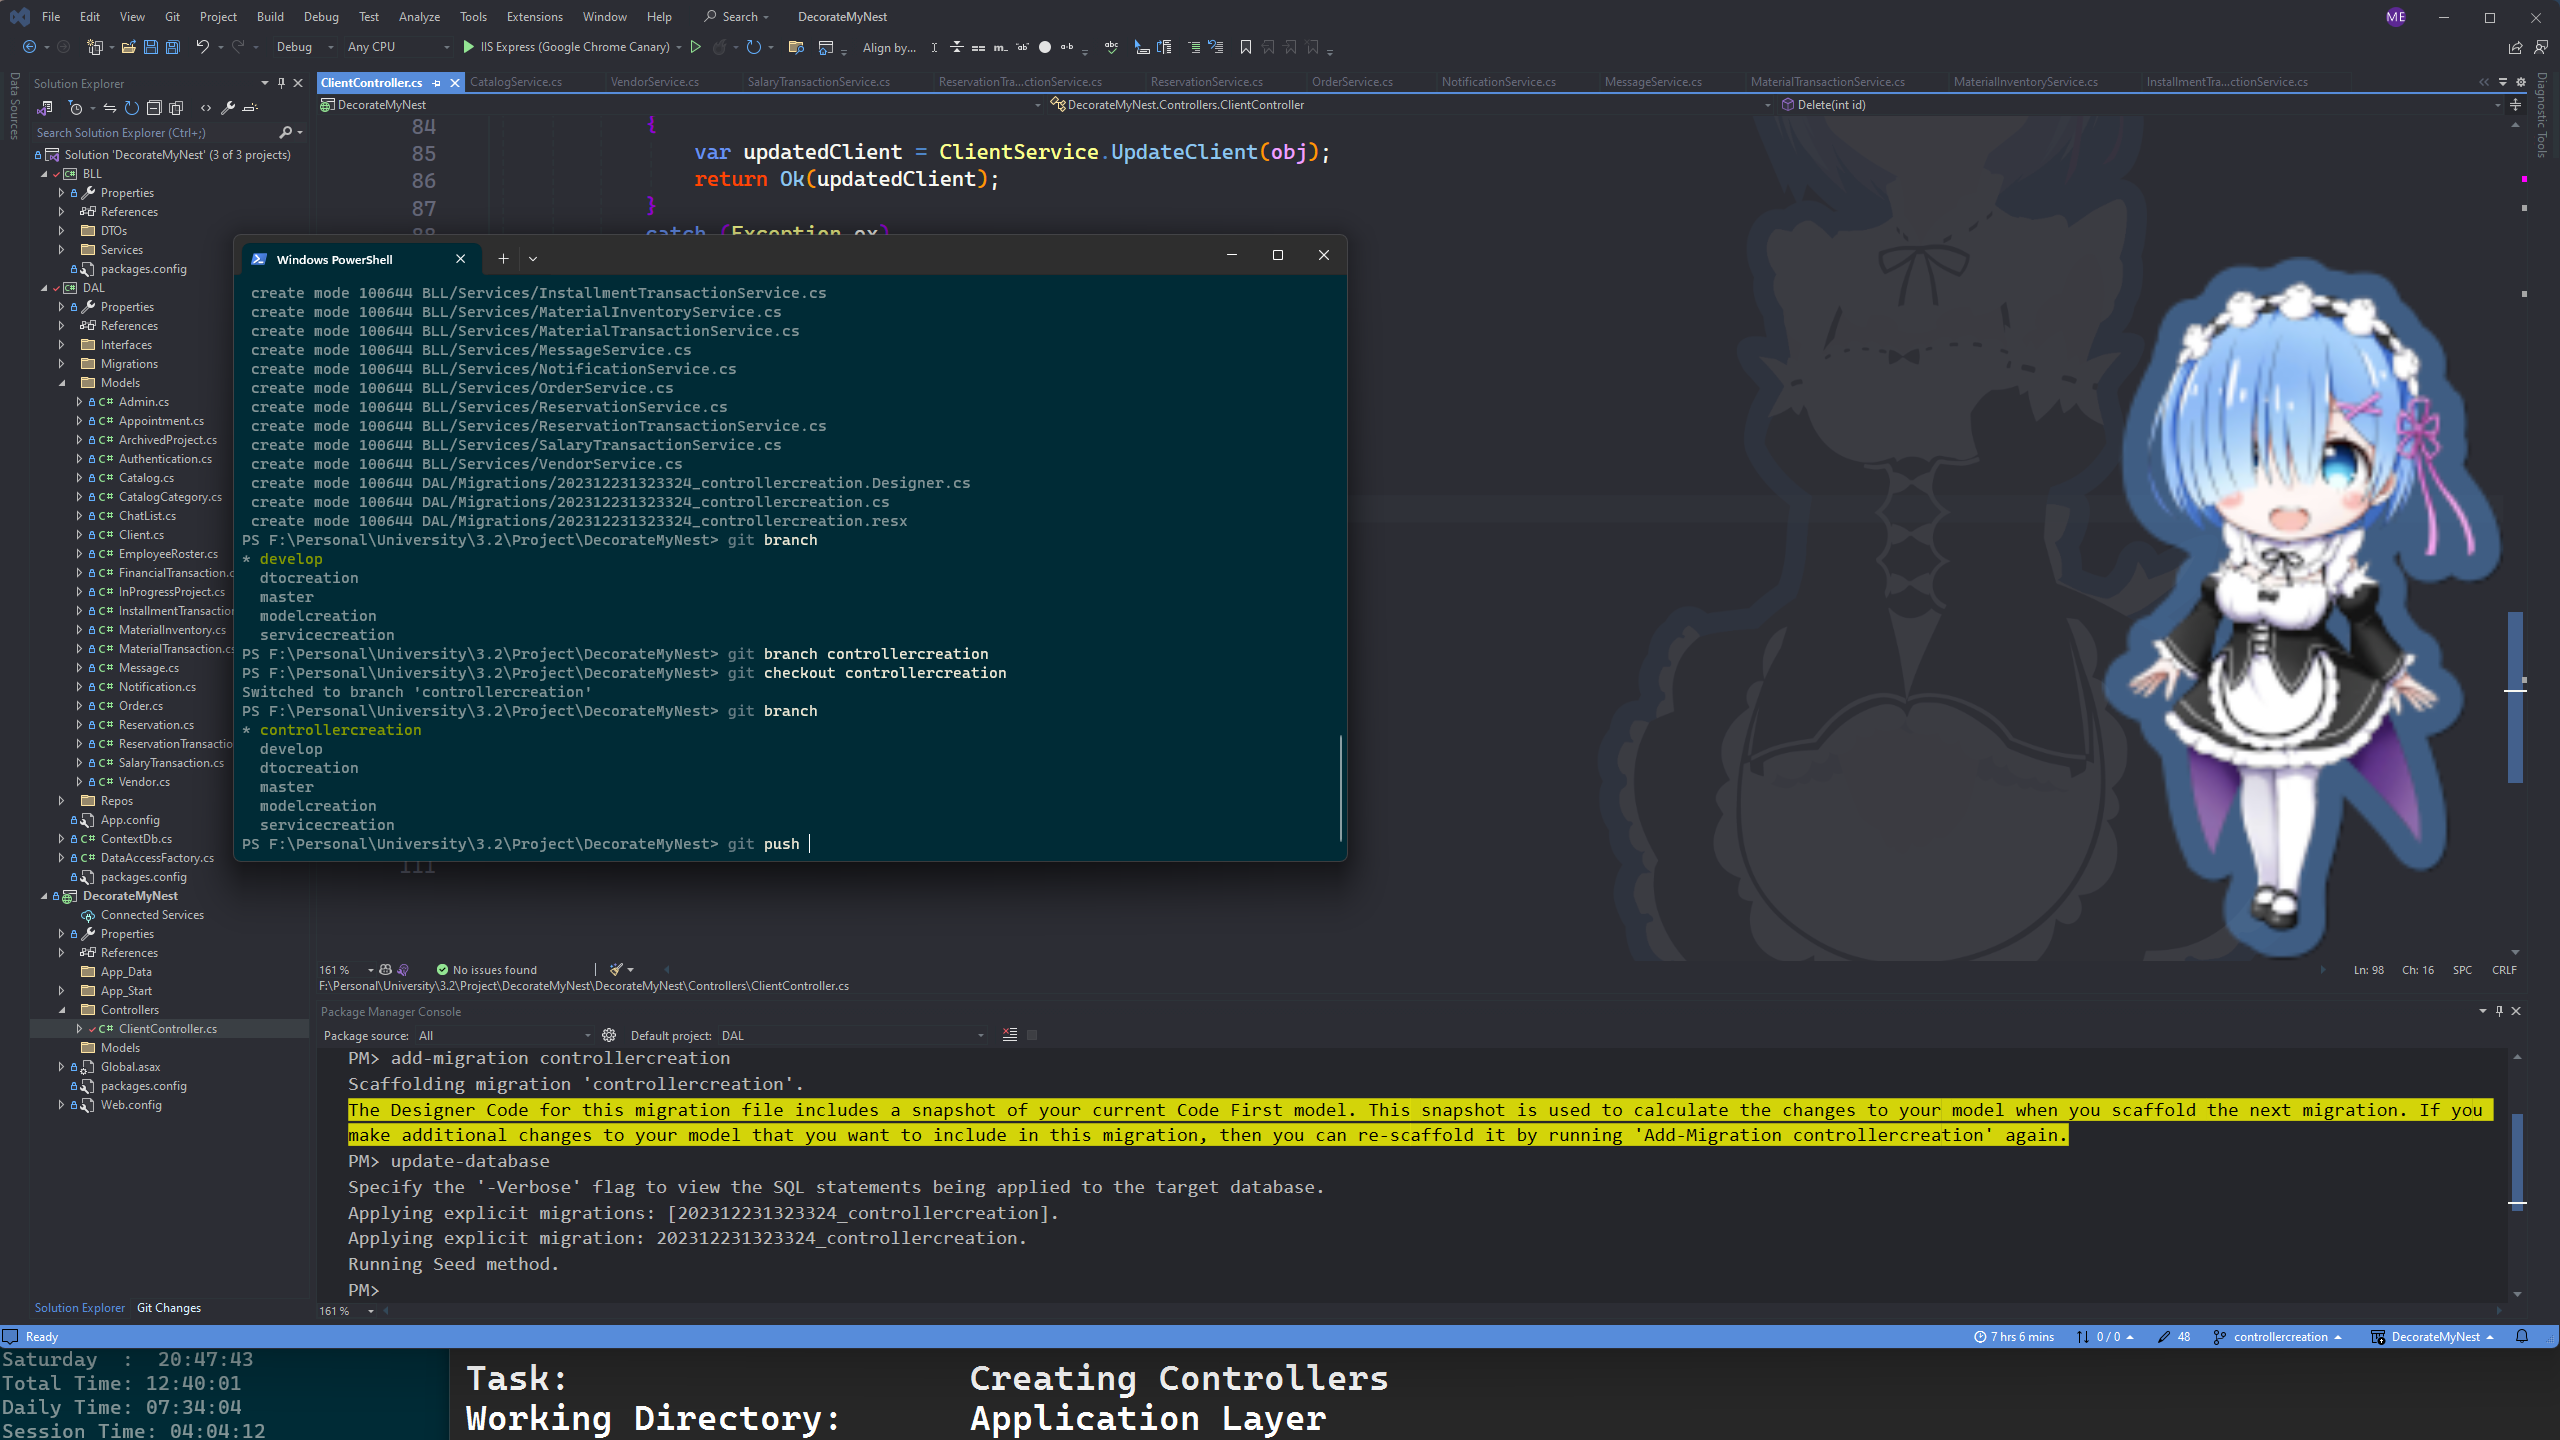 File Edit View Git Project Build Debug Test Analyze Tools Extensions Window Help Search DecorateMyNest ME
Debug Any CPU IIS Express (Google Chrome Canary) Align by...
Data Sources
Solution Explorer
Search Solution Explorer (Ctrl+;)
Solution 'DecorateMyNest' (3 of 3 projects)
BLL
Properties
References
DTOs
Services
packages.config
DAL
Properties
References
Interfaces
Migrations
Models
C# Admin.cs
C# Appointment.cs
C# ArchivedProject.cs
C# Authentication.cs
C# Catalog.cs
C# CatalogCategory.cs
C# ChatList.cs
C# Client.cs
C# EmployeeRoster.cs
C# FinancialTransaction.c
C# InProgressProject.cs
C# InstallmentTransaction
C# MaterialInventory.cs
C# MaterialTransaction.cs
C# Message.cs
C# Notification.cs
C# Order.cs
C# Reservation.cs
C# ReservationTransactio
C# SalaryTransaction.cs
C# Vendor.cs
Repos
App.config
C# ContextDb.cs
C# DataAccessFactory.cs
packages.config
DecorateMyNest
Connected Services
Properties
References
App_Data
App_Start
Controllers
C# ClientController.cs
Models
Global.asax
packages.config
Web.config
Solution Explorer Git Changes
ClientController.cs CatalogService.cs VendorService.cs SalaryTransactionService.cs ReservationTra...ctionService.cs ReservationService.cs OrderService.cs NotificationService.cs MessageService.cs MaterialTransactionService.cs MaterialInventoryService.cs InstallmentTra...ctionService.cs
DecorateMyNest DecorateMyNest.Controllers.ClientController Delete(int id)
Diagnostic Tools
84 {
85 var updatedClient = ClientService.UpdateClient(obj);
86 return Ok(updatedClient);
87 }
88 catch (Exception ex)
Windows PowerShell
create mode 100644 BLL/Services/InstallmentTransactionService.cs
create mode 100644 BLL/Services/MaterialInventoryService.cs
create mode 100644 BLL/Services/MaterialTransactionService.cs
create mode 100644 BLL/Services/MessageService.cs
create mode 100644 BLL/Services/NotificationService.cs
create mode 100644 BLL/Services/OrderService.cs
create mode 100644 BLL/Services/ReservationService.cs
create mode 100644 BLL/Services/ReservationTransactionService.cs
create mode 100644 BLL/Services/SalaryTransactionService.cs
create mode 100644 BLL/Services/VendorService.cs
create mode 100644 DAL/Migrations/202312231323324_controllercreation.Designer.cs
create mode 100644 DAL/Migrations/202312231323324_controllercreation.cs
create mode 100644 DAL/Migrations/202312231323324_controllercreation.resx
PS F:\Personal\University\3.2\Project\DecorateMyNest> git branch
* develop
dtocreation
master
modelcreation
servicecreation
PS F:\Personal\University\3.2\Project\DecorateMyNest> git branch controllercreation
PS F:\Personal\University\3.2\Project\DecorateMyNest> git checkout controllercreation
Switched to branch 'controllercreation'
PS F:\Personal\University\3.2\Project\DecorateMyNest> git branch
* controllercreation
develop
dtocreation
master
modelcreation
servicecreation
PS F:\Personal\University\3.2\Project\DecorateMyNest> git push
111
161 % No issues found Ln: 98 Ch: 16 SPC CRLF
F:\Personal\University\3.2\Project\DecorateMyNest\DecorateMyNest\Controllers\ClientController.cs
Package Manager Console
Package source: All Default project: DAL
PM> add-migration controllercreation
Scaffolding migration 'controllercreation'.
The Designer Code for this migration file includes a snapshot of your current Code First model. This snapshot is used to calculate the changes to your model when you scaffold the next migration. If you
make additional changes to your model that you want to include in this migration, then you can re-scaffold it by running 'Add-Migration controllercreation' again.
PM> update-database
Specify the '-Verbose' flag to view the SQL statements being applied to the target database.
Applying explicit migrations: [202312231323324_controllercreation].
Applying explicit migration: 202312231323324_controllercreation.
Running Seed method.
PM>
161 %
Ready 7 hrs 6 mins 0 / 0 48 controllercreation DecorateMyNest
Saturday : 20:47:43
Total Time: 12:40:01
Daily Time: 07:34:04
Session Time: 04:04:12
Task: Creating Controllers
Working Directory: Application Layer